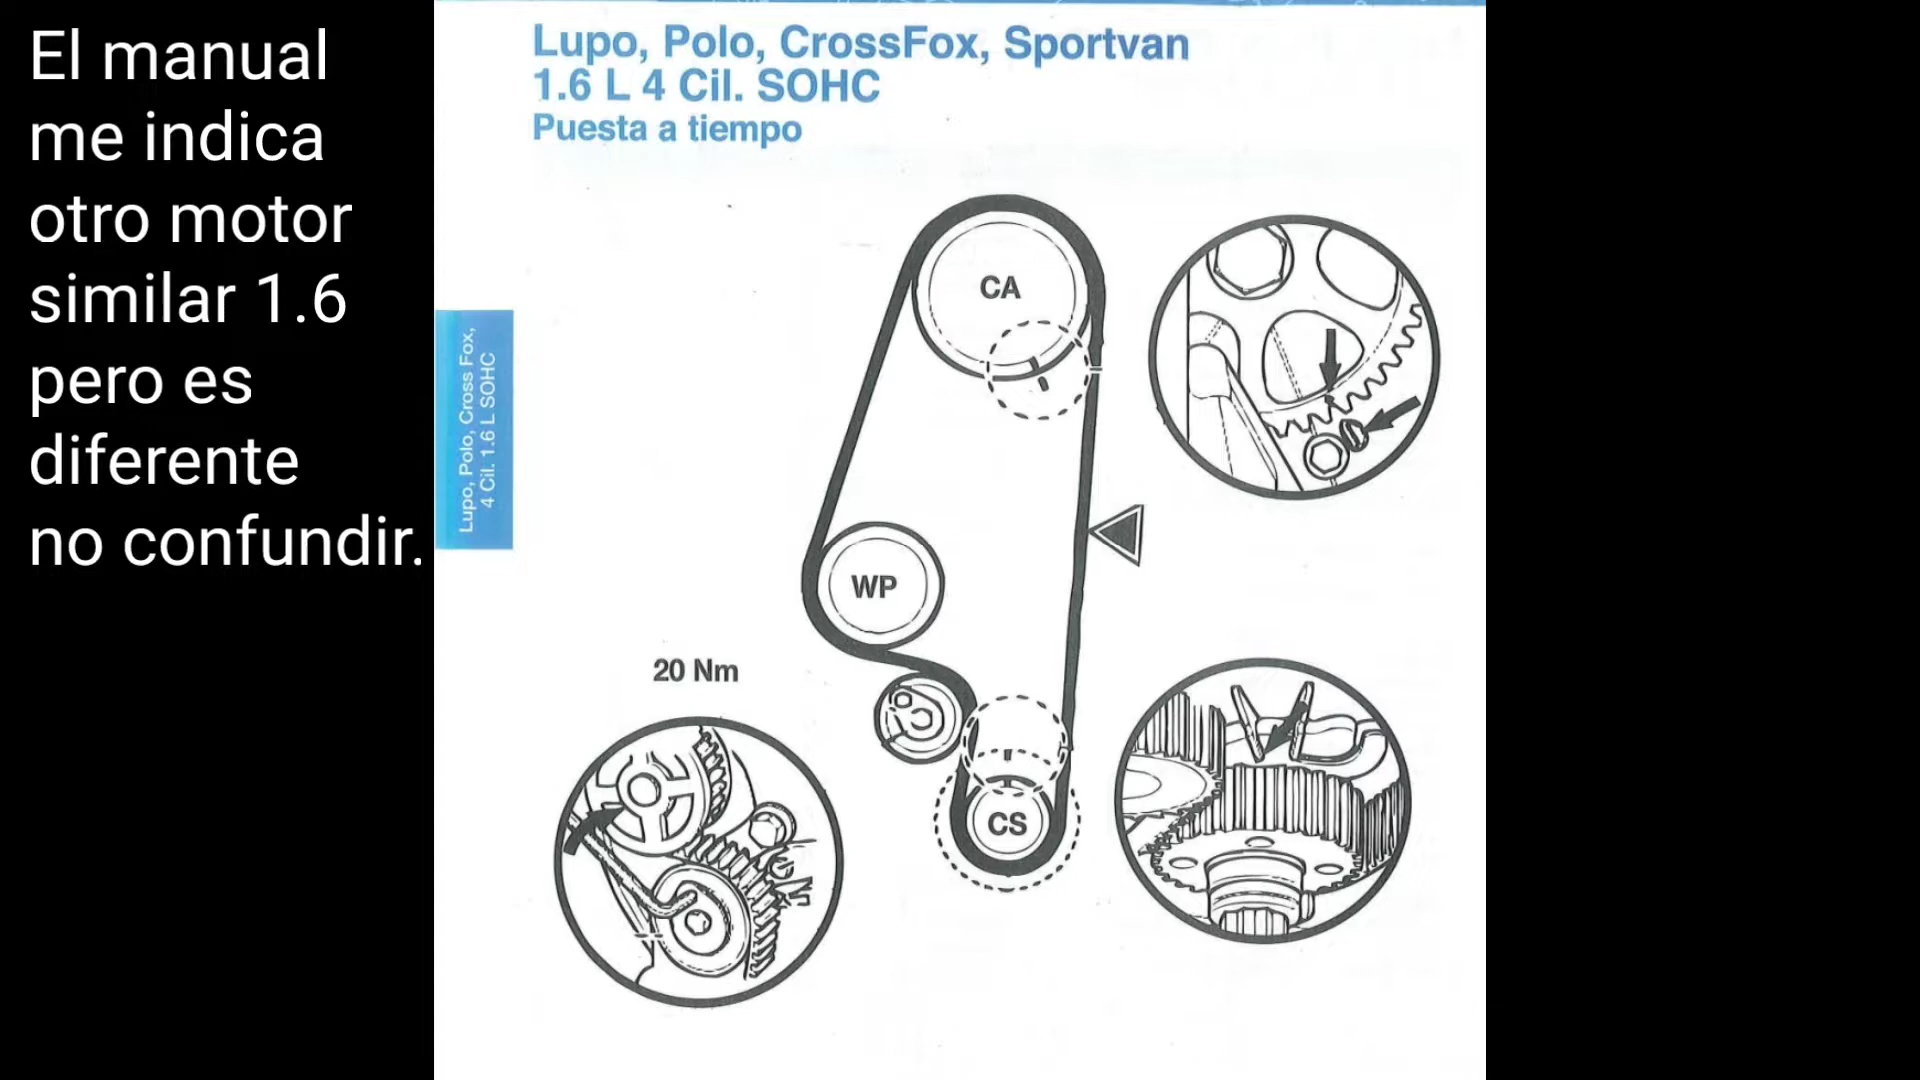 El manual
me indica
otro motor
similar 1.6
pero es
diferente
no confundir.
Lupo, Polo, CrossFox, Sportvan
1.6 L 4 Cil. SOHC
Puesta a tiempo
Lupo, Polo, Cross Fox,
4 Cil. 1.6 L SOHC
CA
WP
20 Nm
CS